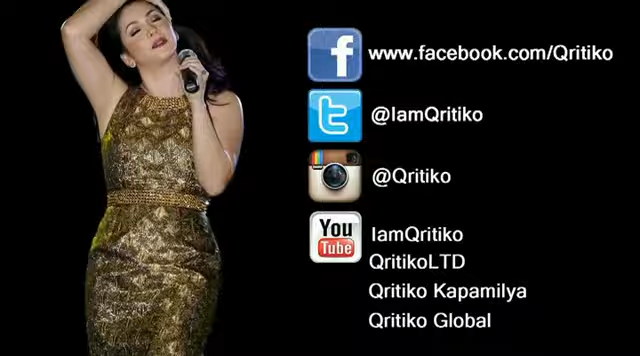 f www.facebook.com/Qritiko
t @IamQritiko
@Qritiko
You
Tube
IamQritiko
QritikoLTD
Qritiko Kapamilya
Qritiko Global